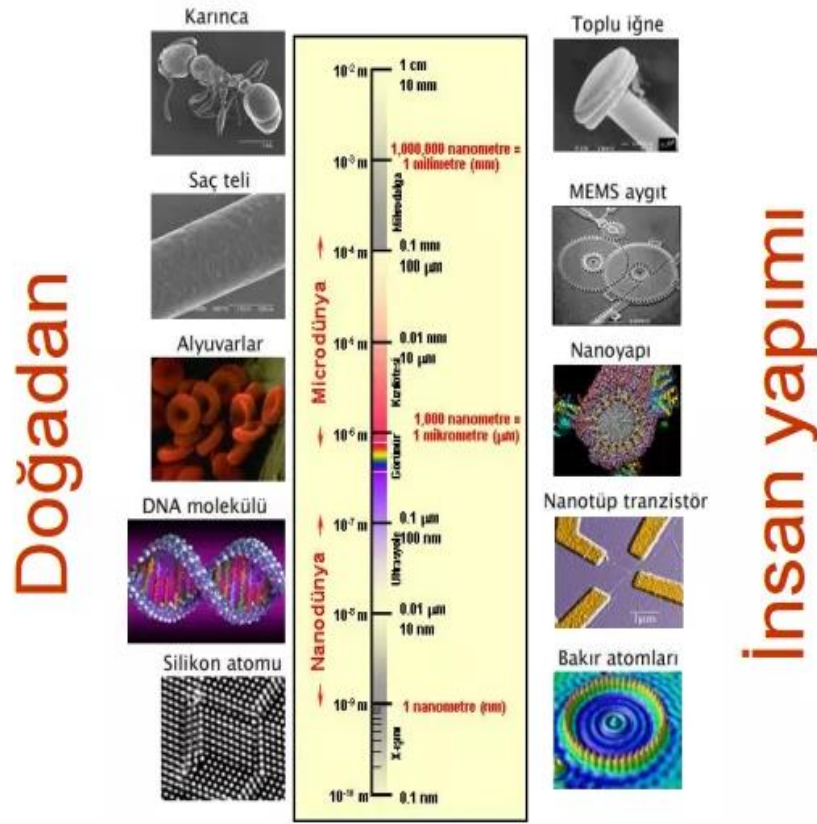 Doğadan
Karınca
Saç teli
Alyuvarlar
DNA molekülü
Silikon atomu
10⁻² m
1 cm
10 mm
1,000,000 nanometre =
10⁻³ m
1 milimetre (mm)
Mikrodalga
10⁻⁴ m
0.1 mm
100 µm
Microdünya
10⁻⁵ m
0.01 mm
10 µm
Kızılötesi
1,000 nanometre =
10⁻⁶ m
1 mikrometre (µm)
Görünür
10⁻⁷ m
0.1 µm
100 nm
Ultraviyole
Nanodünya
10⁻⁸ m
0.01 µm
10 nm
10⁻⁹ m
1 nanometre (nm)
X-ışını
10⁻¹⁰ m
0.1 nm
Toplu iğne
MEMS aygıt
Nanoyapı
Nanotüp tranzistör
1µm
Bakır atomları
İnsan yapımı